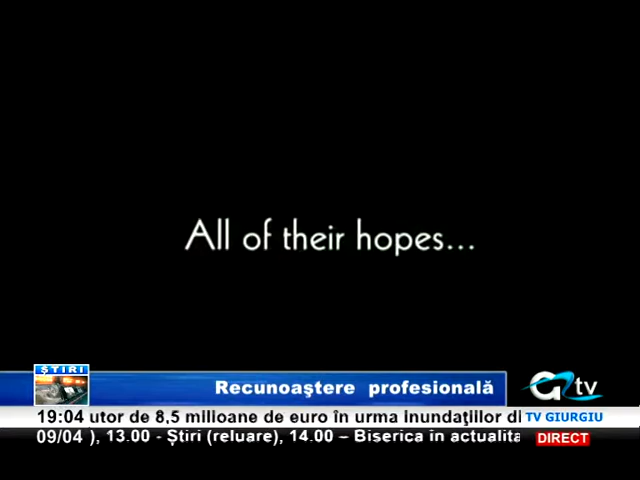 All of their hopes...
ŞTIRI
Recunoaştere profesională
G tv
19:04 utor de 8,5 milioane de euro în urma inundaţiilor di
TV GIURGIU
09/04 ), 13.00 - Ştiri (reluare), 14.00 – Biserica in actualita
DIRECT